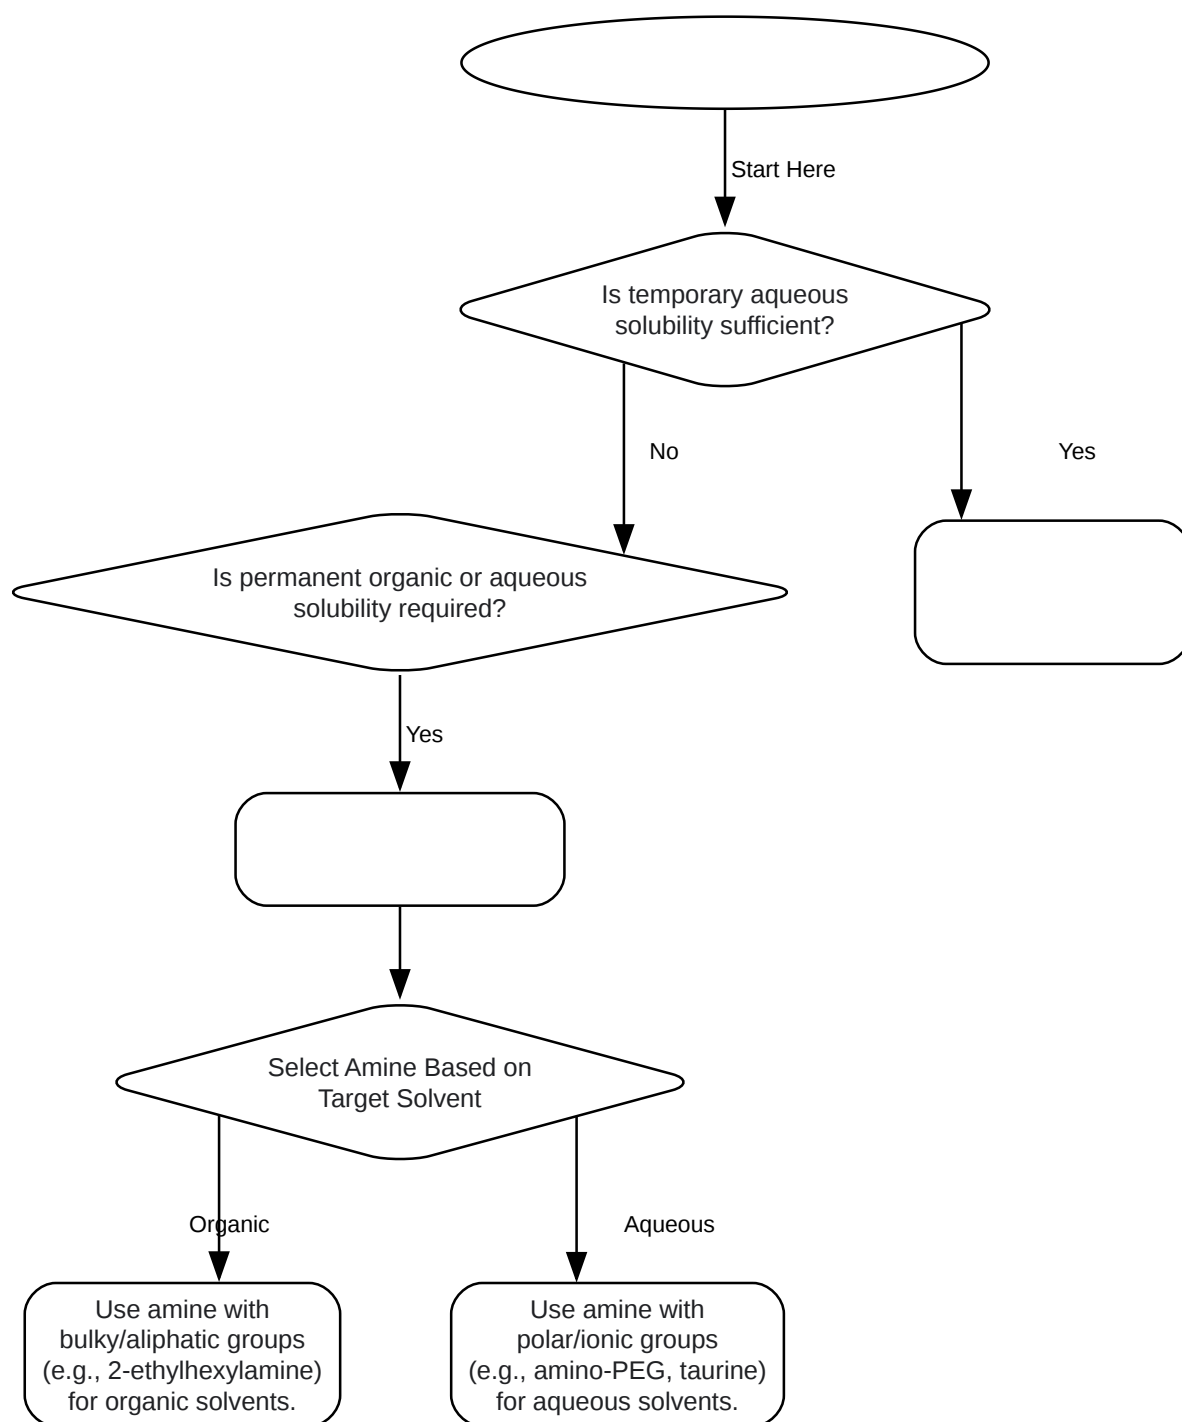 Start Here
Is temporary aqueous
solubility sufficient?
No
Yes
Is permanent organic or aqueous
solubility required?
Yes
Select Amine Based on
Target Solvent
Organic
Aqueous
Use amine with
bulky/aliphatic groups
(e.g., 2-ethylhexylamine)
for organic solvents.
Use amine with
polar/ionic groups
(e.g., amino-PEG, taurine)
for aqueous solvents.